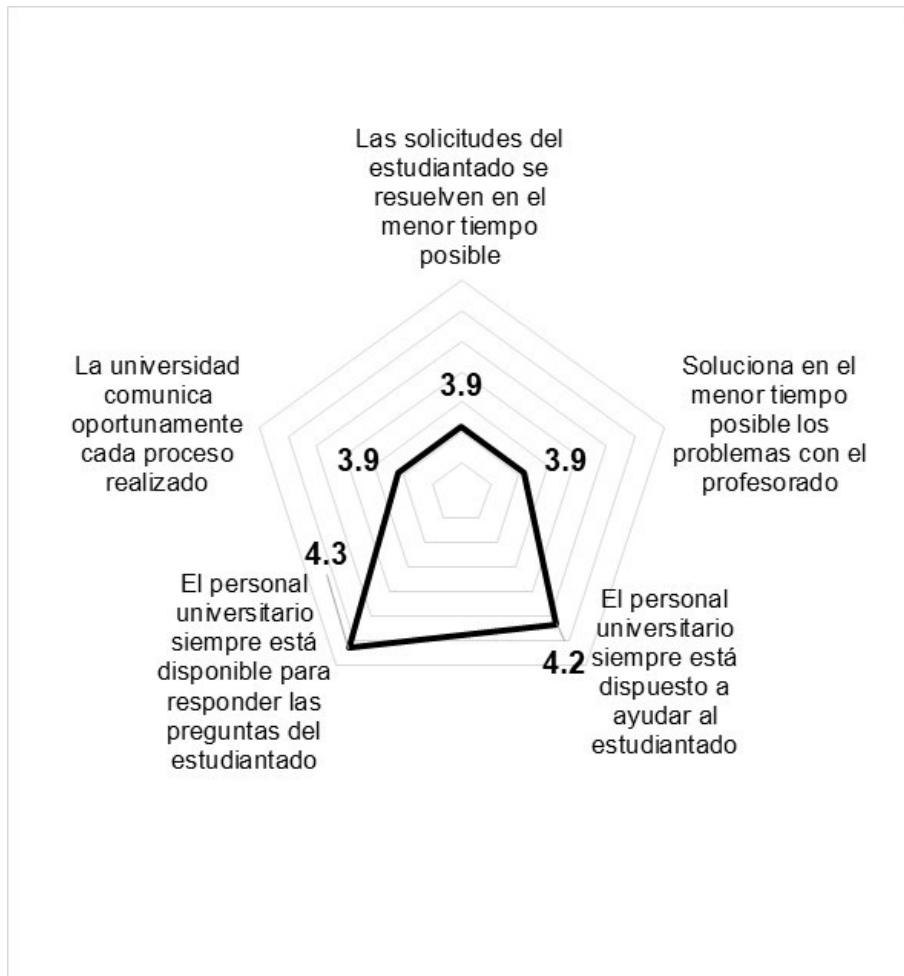 Las solicitudes del
estudiantado se
resuelven en el
menor tiempo
posible
3.9
Soluciona en el
menor tiempo
posible los
problemas con el
profesorado
3.9
El personal
universitario
siempre está
dispuesto a
ayudar al
estudiantado
4.2
El personal
universitario
siempre está
disponible para
responder las
preguntas del
estudiantado
4.3
La universidad
comunica
oportunamente
cada proceso
realizado
3.9